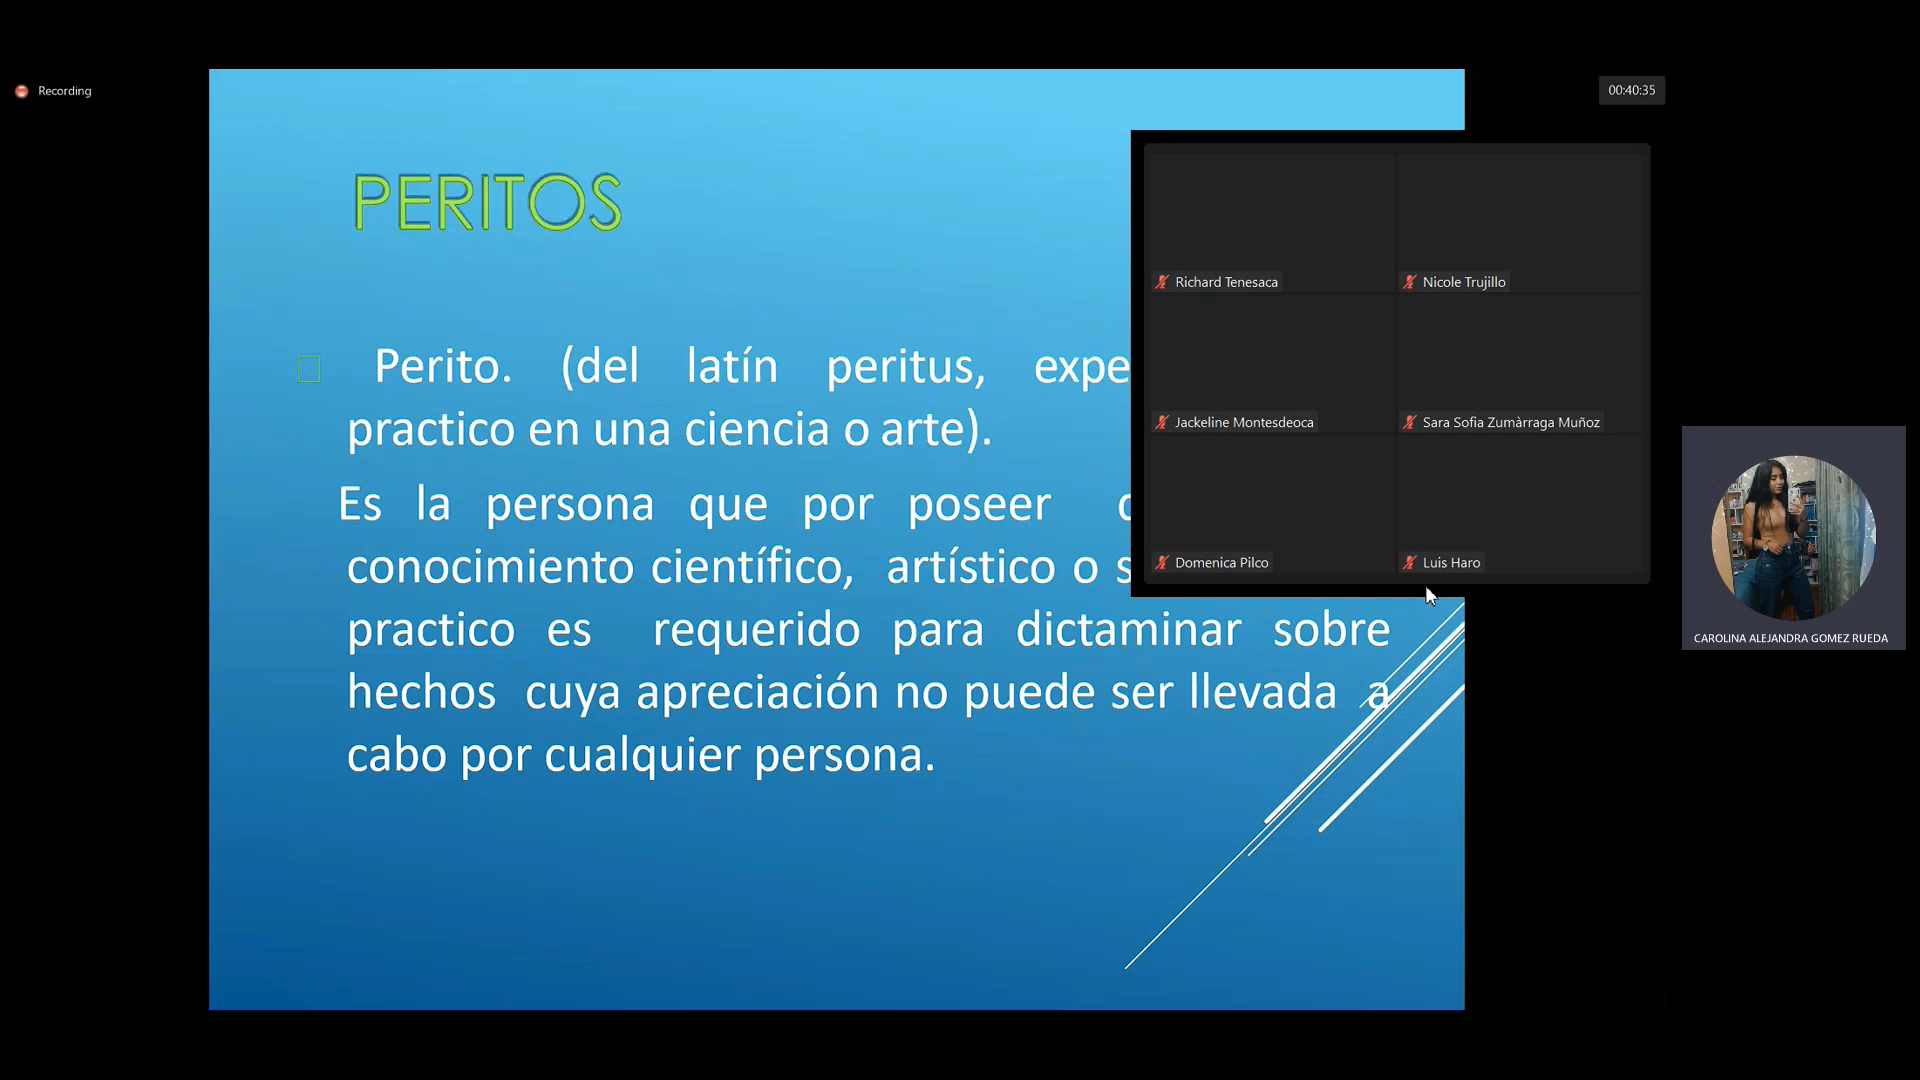 Recording
00:40:35
PERITOS
Perito. (del latín peritus,
practico en una ciencia o arte).
Es la persona que por poseer
conocimiento científico, artístico o
practico es requerido para dictaminar sobre
hechos cuya apreciación no puede ser llevada a
cabo por cualquier persona.
Richard Tenesaca
Nicole Trujillo
Jackeline Montesdeoca
Sara Sofia Zumàrraga Muñoz
Domenica Pilco
Luis Haro
CAROLINA ALEJANDRA GOMEZ RUEDA